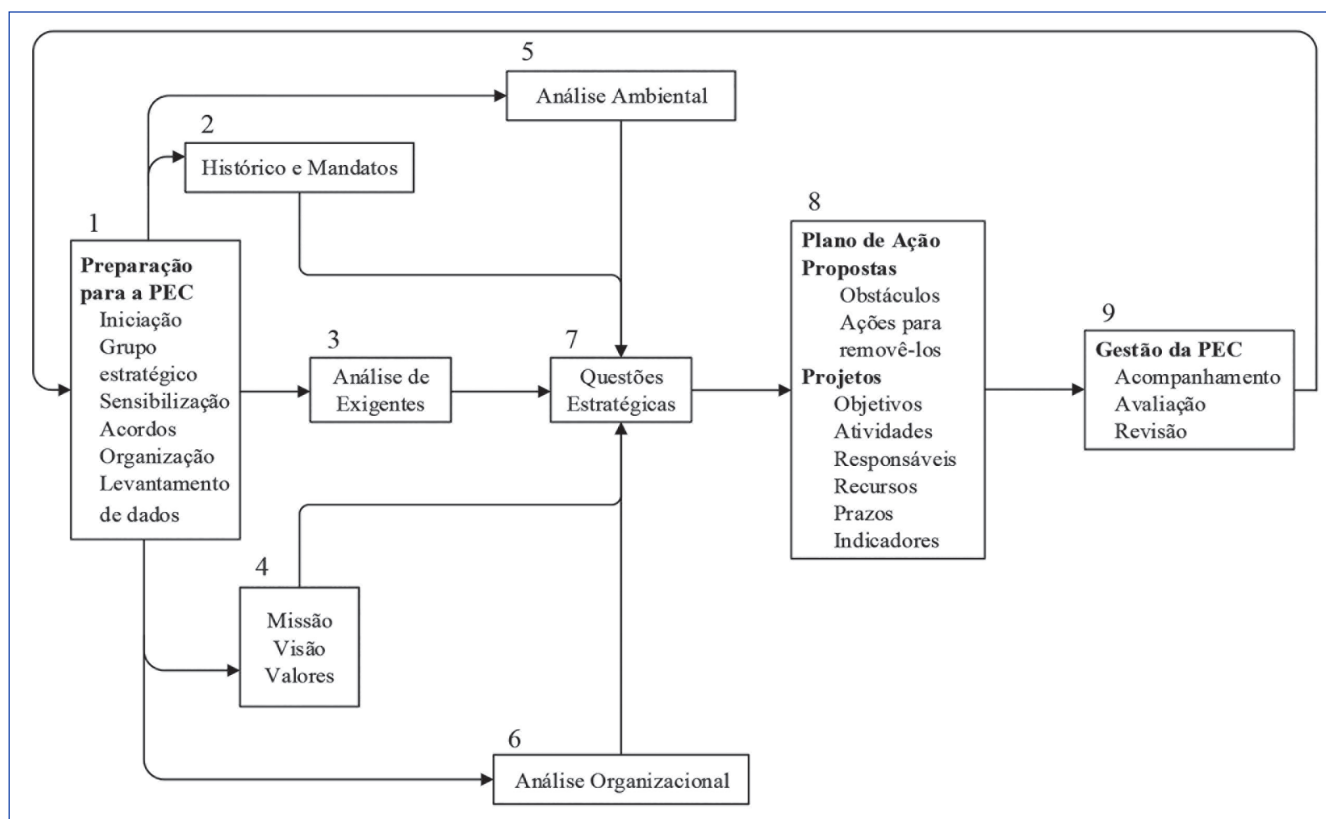 1
Preparação
para a PEC
Iniciação
Grupo
estratégico
Sensibilização
Acordos
Organização
Levantamento
de dados
2
Histórico e Mandatos
3
Análise de
Exigentes
4
Missão
Visão
Valores
5
Análise Ambiental
6
Análise Organizacional
7
Questões
Estratégicas
8
Plano de Ação
Propostas
Obstáculos
Ações para
removê-los
Projetos
Objetivos
Atividades
Responsáveis
Recursos
Prazos
Indicadores
9
Gestão da PEC
Acompanhamento
Avaliação
Revisão